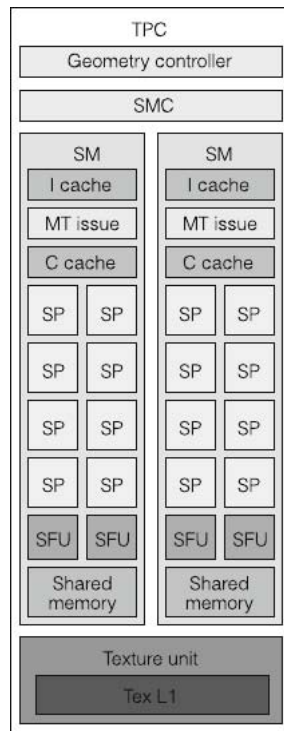 TPC
Geometry controller
SMC
SM
I cache
MT issue
C cache
SP SP
SP SP
SP SP
SP SP
SFU SFU
Shared
memory
SM
I cache
MT issue
C cache
SP SP
SP SP
SP SP
SP SP
SFU SFU
Shared
memory
Texture unit
Tex L1